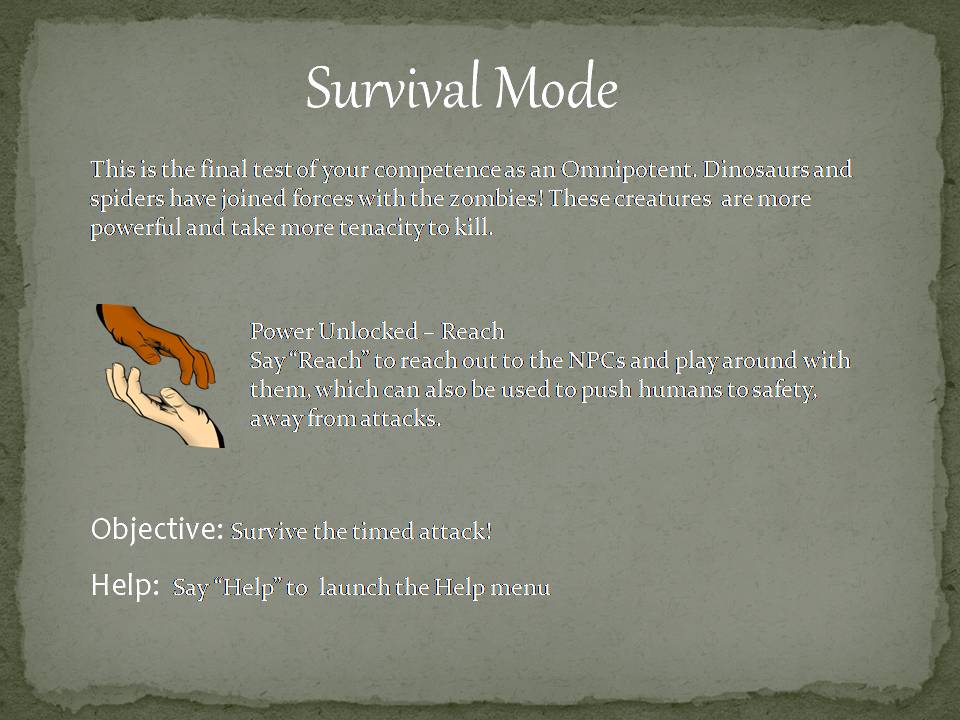 Survival Mode
This is the final test of your competence as an Omnipotent. Dinosaurs and
spiders have joined forces with the zombies! These creatures  are more
powerful and take more tenacity to kill.
Power Unlocked – Reach
Say “Reach” to reach out to the NPCs and play around with
them, which can also be used to push humans to safety,
away from attacks.
Objective: Survive the timed attack!
Help:  Say “Help” to  launch the Help menu